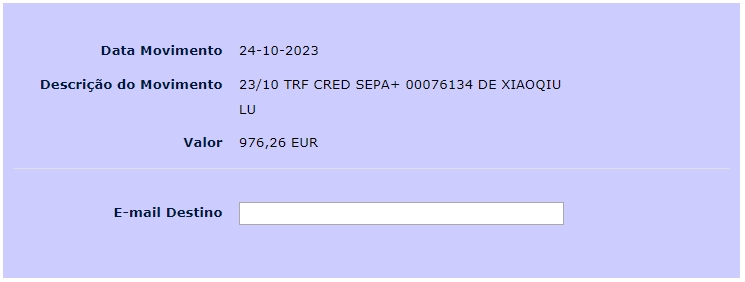 Data Movimento 24-10-2023
Descrição do Movimento 23/10 TRF CRED SEPA+ 00076134 DE XIAOQIU
LU
Valor 976,26 EUR
E-mail Destino